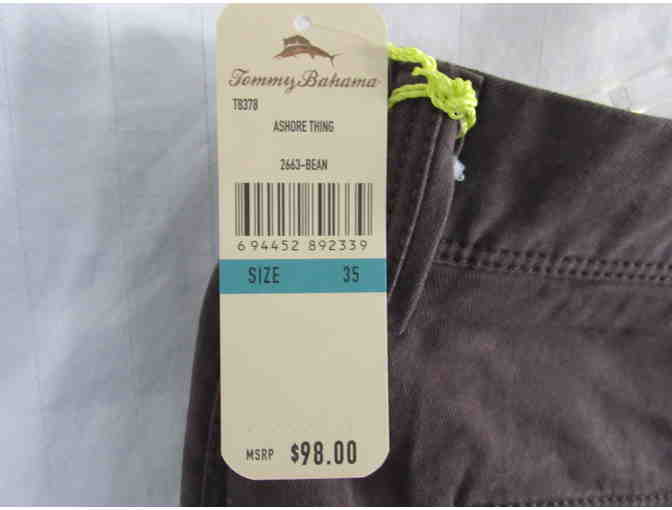 Tommy Bahama
TB378
ASHORE THING
2663-BEAN
6 94452 892339
SIZE 35
MSRP $98.00